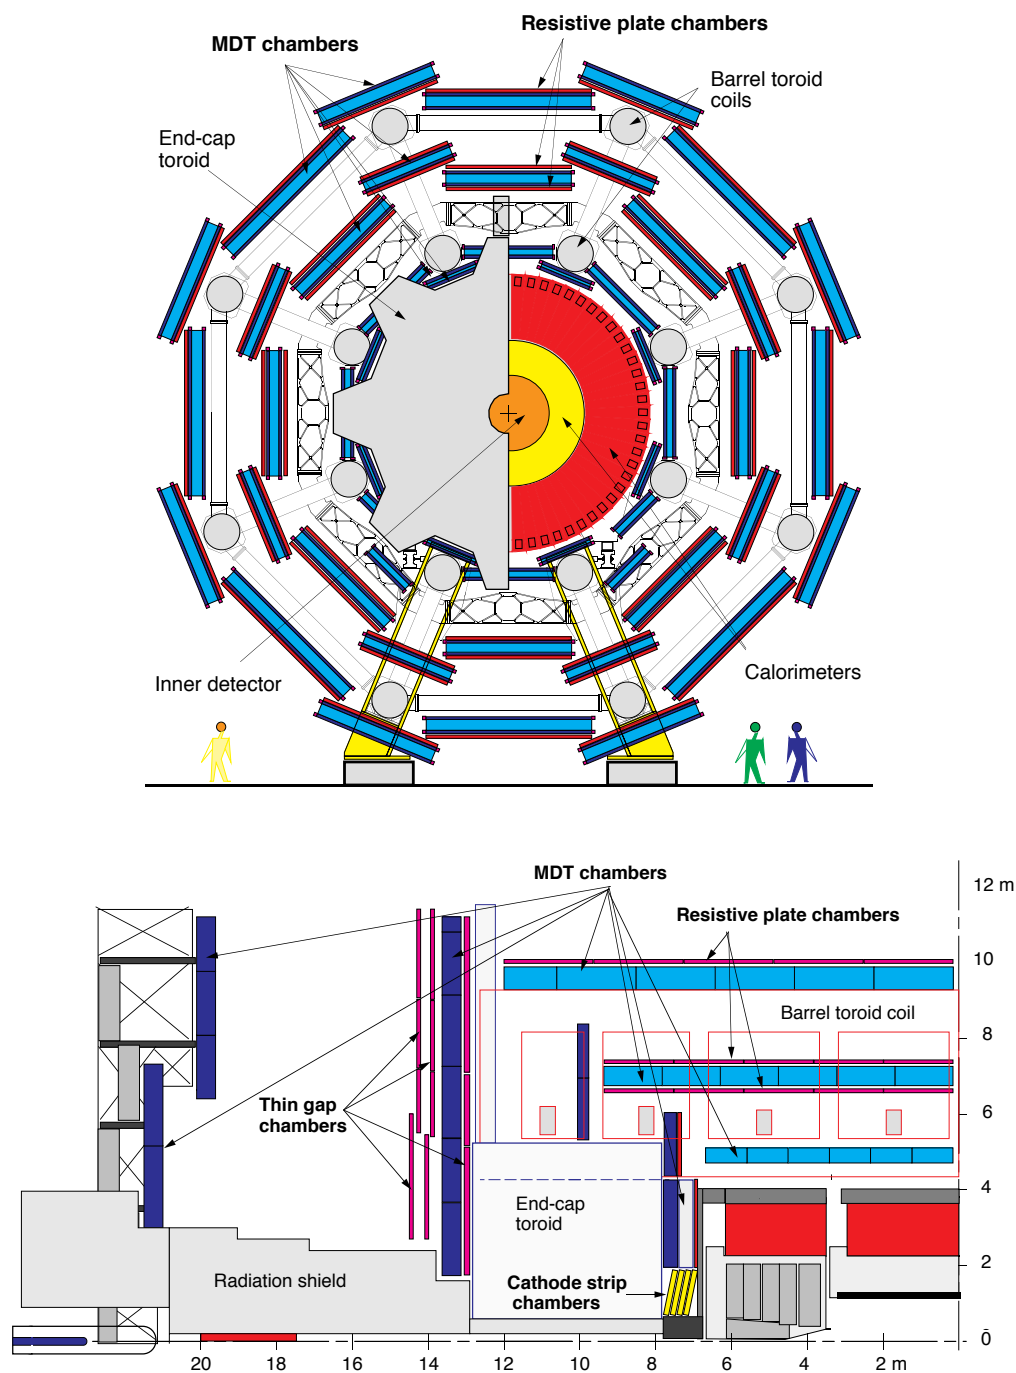 Resistive plate chambers
MDT chambers
Barrel toroid
coils
End-cap
toroid
Inner detector
Calorimeters
MDT chambers
12 m
Resistive plate chambers
10
Barrel toroid coil
8
Thin gap
chambers
6
4
End-cap
toroid
2
Radiation shield
Cathode strip
chambers
0
20 18 16 14 12 10 8 6 4 2 m